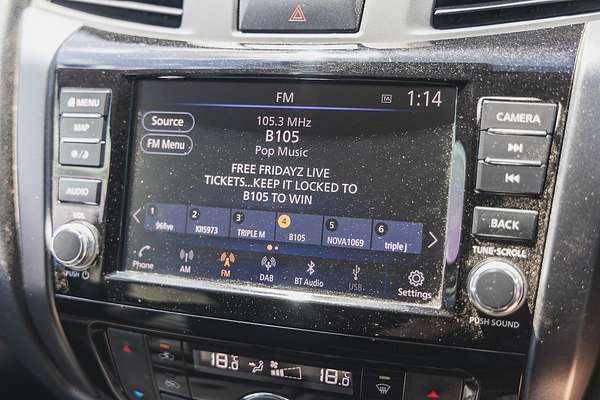 FM
1:14
MENU
MAP
AUDIO
VOL
PUSH
Source
FM Menu
105.3 MHz
B105
Pop Music
FREE FRIDAYZ LIVE
TICKETS...KEEP IT LOCKED TO
B105 TO WIN
1 96five
2 KIIS973
3 TRIPLE M
4 B105
5 NOVA1069
6 triple j
Phone
AM
FM
DAB
BT Audio
USB
Settings
CAMERA
BACK
TUNE·SCROLL
PUSH SOUND
18.0°C
18.0°C